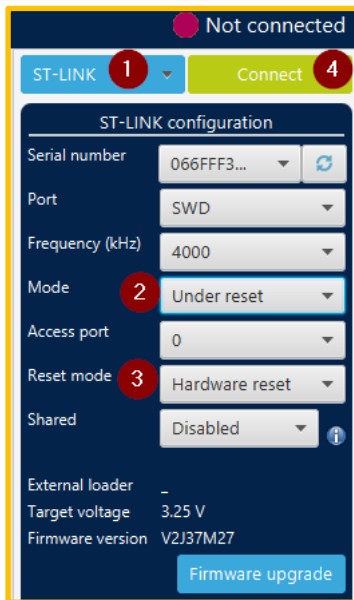 Not connected
ST-LINK 1 Connect 4
ST-LINK configuration
Serial number 066FFF3...
Port SWD
Frequency (kHz) 4000
Mode 2 Under reset
Access port 0
Reset mode 3 Hardware reset
Shared Disabled i
External loader _
Target voltage 3.25 V
Firmware version V2J37M27
Firmware upgrade